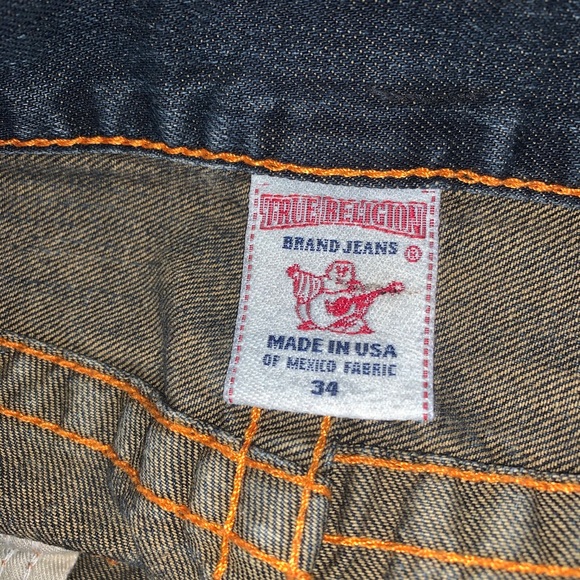 TRUE RELIGION
BRAND JEANS ®
MADE IN USA
OF MEXICO FABRIC
34